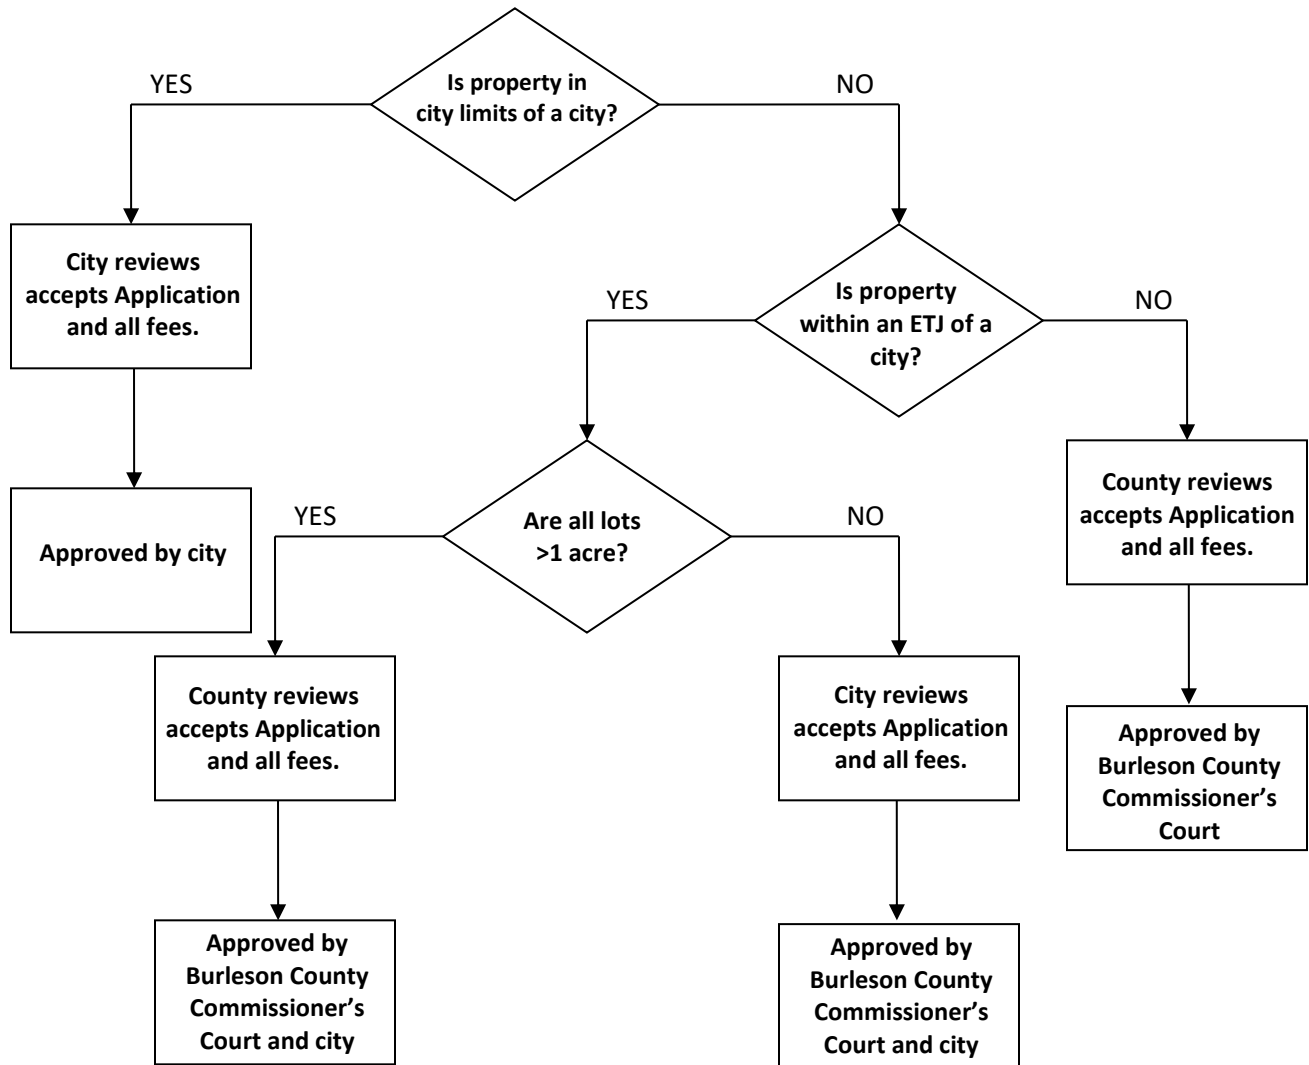 Is property in
city limits of a city?
YES
NO
City reviews
accepts Application
and all fees.
Approved by city
Is property
within an ETJ of a
city?
YES
NO
Are all lots
>1 acre?
YES
NO
County reviews
accepts Application
and all fees.
Approved by
Burleson County
Commissioner’s
Court and city
City reviews
accepts Application
and all fees.
Approved by
Burleson County
Commissioner’s
Court and city
County reviews
accepts Application
and all fees.
Approved by
Burleson County
Commissioner’s
Court